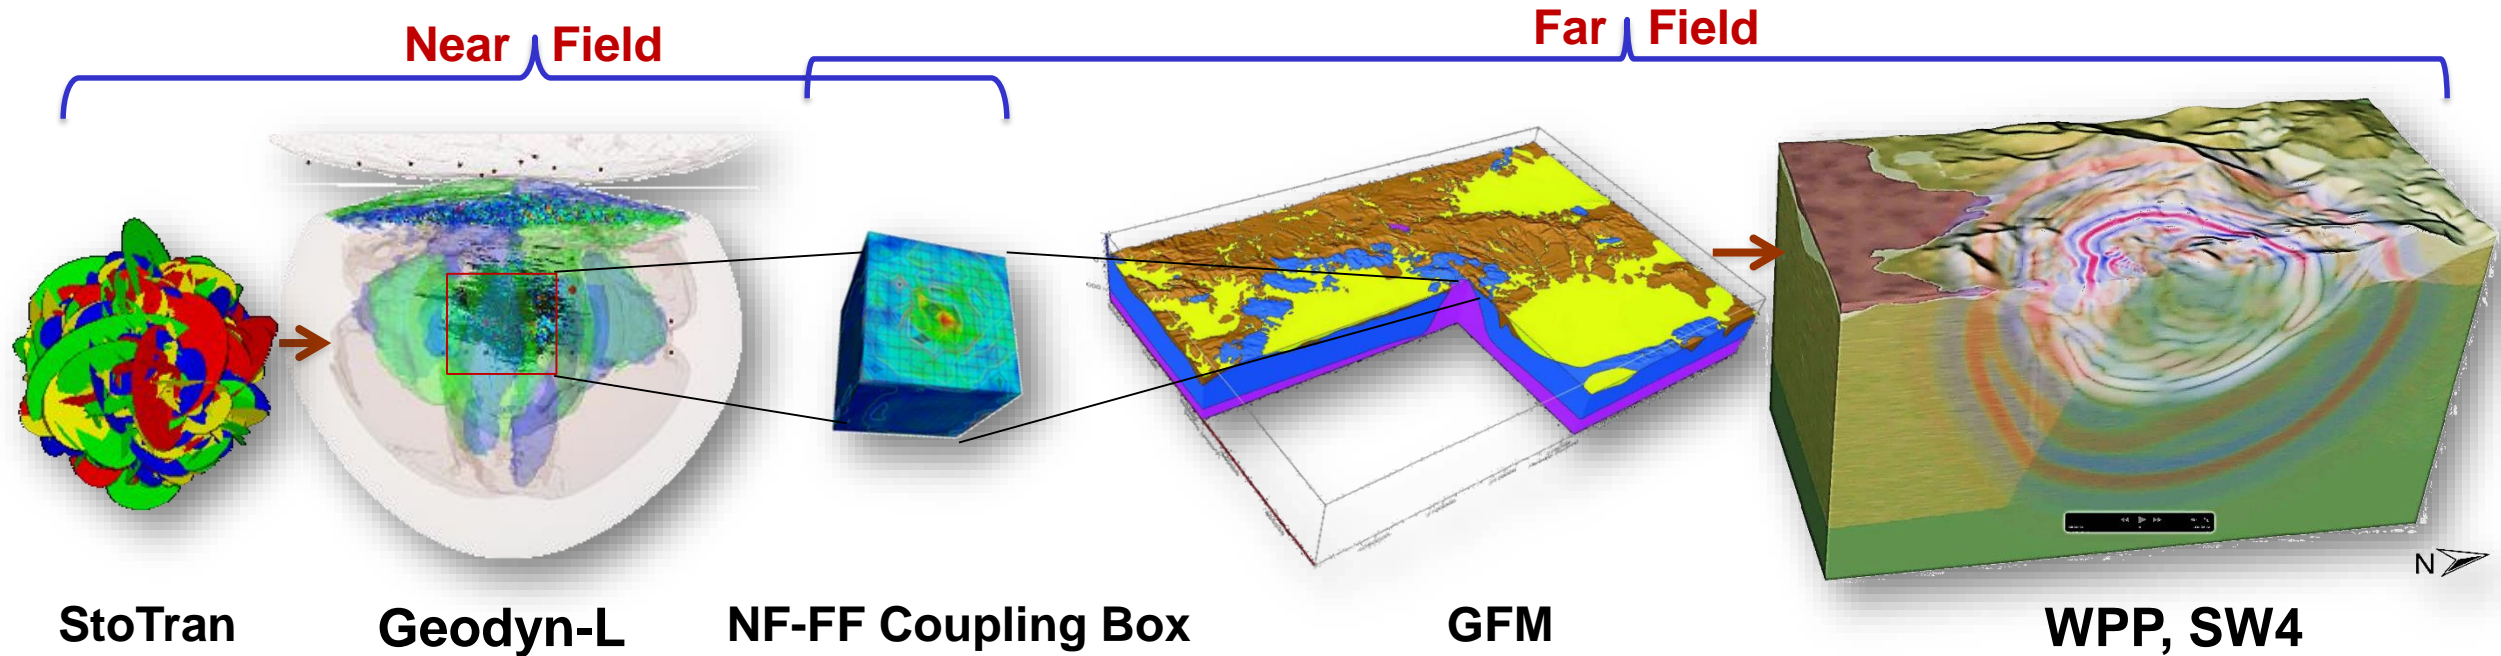 Near Field
Far Field
N
StoTran
Geodyn-L
NF-FF Coupling Box
GFM
WPP, SW4